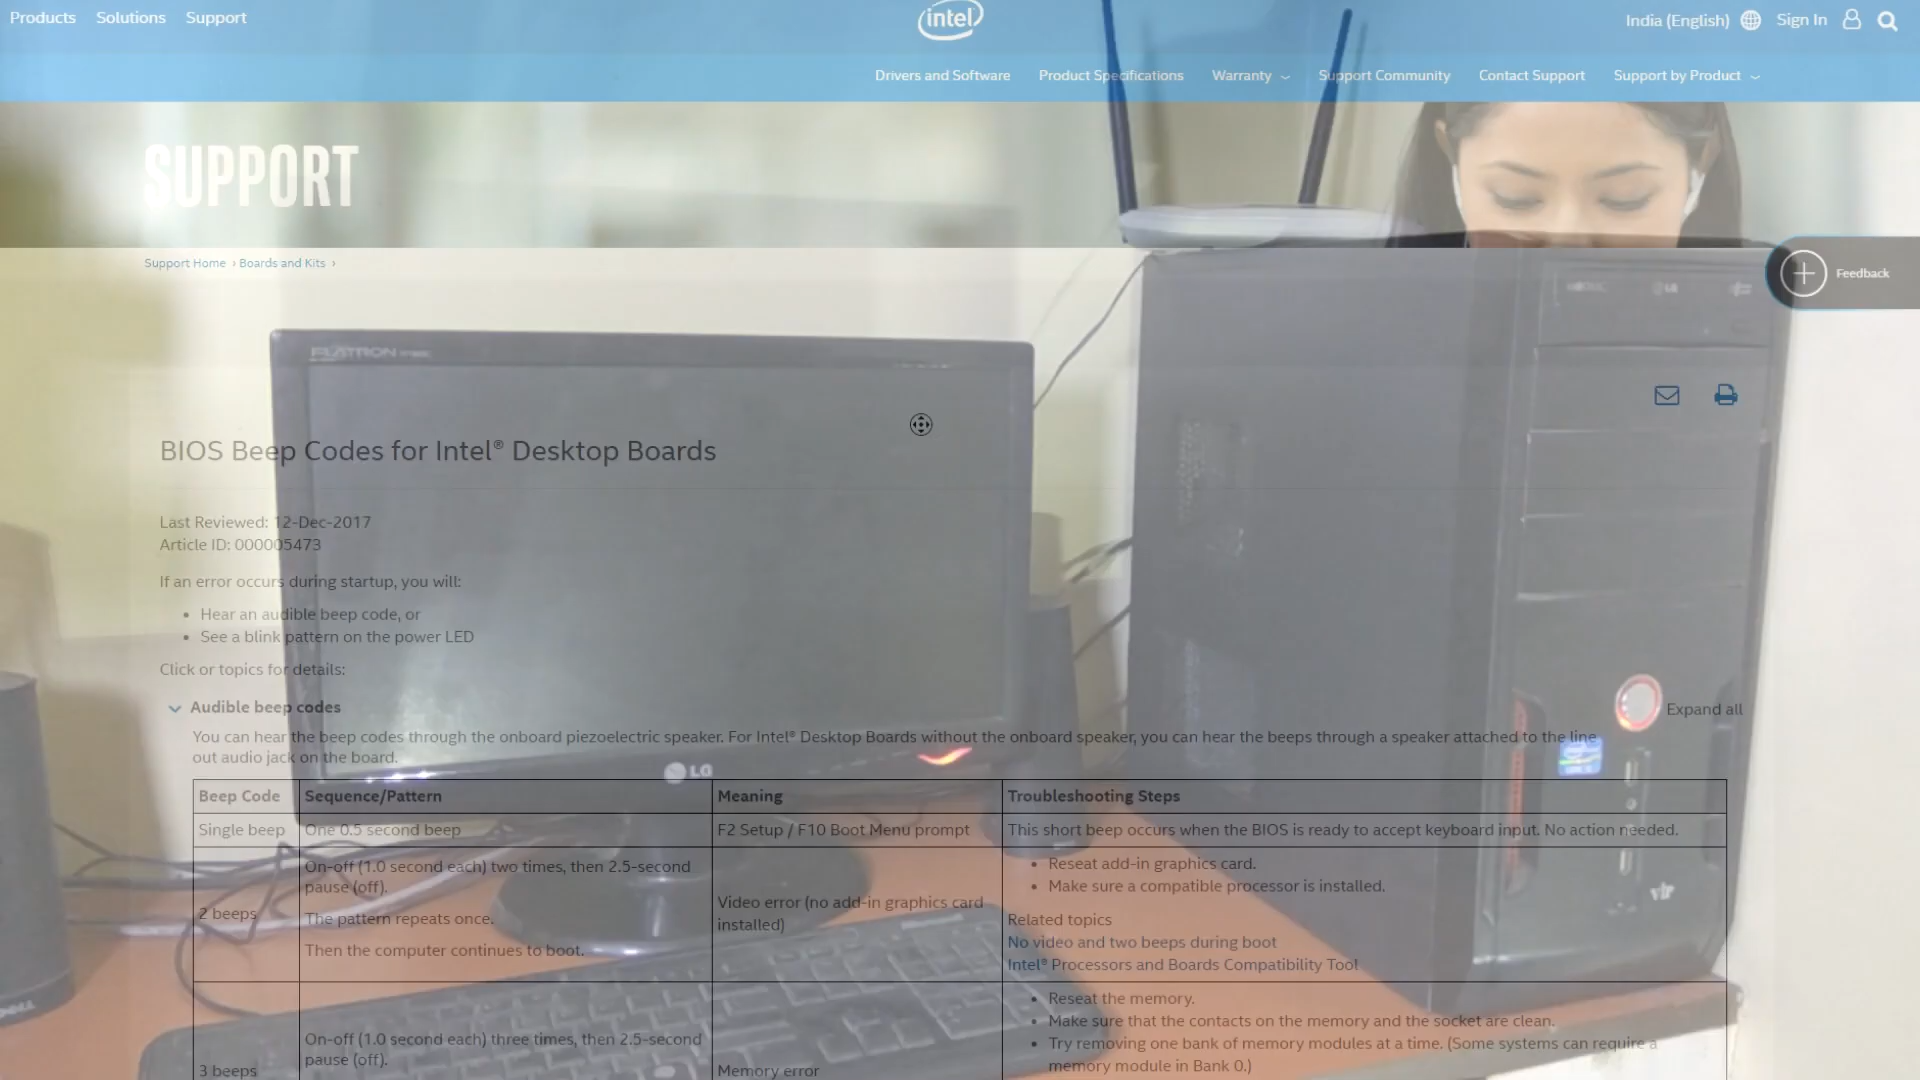 Products Solutions Support
intel
India (English) Sign In
Drivers and Software Product Specifications Warranty Support Community Contact Support Support by Product
SUPPORT
Support Home › Boards and Kits ›
Feedback
FLATRON
LG
BIOS Beep Codes for Intel® Desktop Boards
Last Reviewed: 12-Dec-2017
Article ID: 000005473
If an error occurs during startup, you will:
Hear an audible beep code, or
See a blink pattern on the power LED
Click or topics for details:
Audible beep codes
Expand all
You can hear the beep codes through the onboard piezoelectric speaker. For Intel® Desktop Boards without the onboard speaker, you can hear the beeps through a speaker attached to the line
out audio jack on the board.
LG
Beep Code Sequence/Pattern Meaning Troubleshooting Steps
Single beep One 0.5 second beep F2 Setup / F10 Boot Menu prompt This short beep occurs when the BIOS is ready to accept keyboard input. No action needed.
2 beeps
On-off (1.0 second each) two times, then 2.5-second
pause (off).
The pattern repeats once.
Then the computer continues to boot.
Video error (no add-in graphics card
installed)
Reseat add-in graphics card.
Make sure a compatible processor is installed.
Related topics
No video and two beeps during boot
Intel® Processors and Boards Compatibility Tool
vip
DELL
3 beeps
On-off (1.0 second each) three times, then 2.5-second
pause (off).
Memory error
Reseat the memory.
Make sure that the contacts on the memory and the socket are clean.
Try removing one bank of memory modules at a time. (Some systems can require a
memory module in Bank 0.)